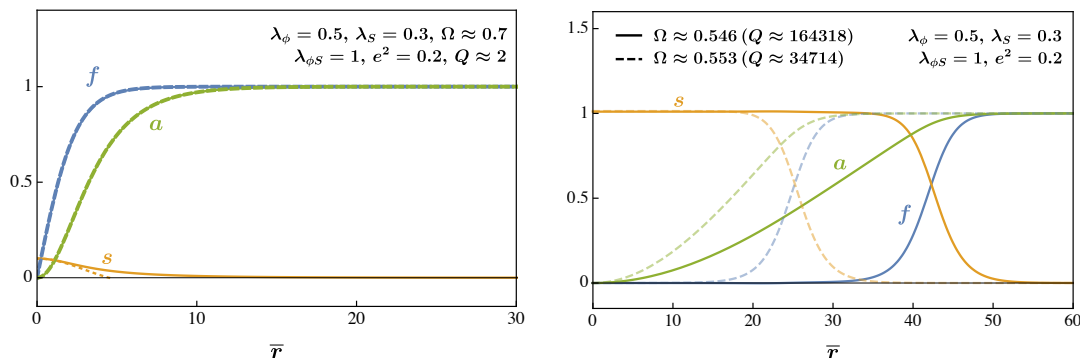 λ_ϕ = 0.5, λ_S = 0.3, Ω ≈ 0.7
λ_ϕS = 1, e² = 0.2, Q ≈ 2
f
a
s
1
0.5
0
0
10
20
30
r̅
Ω ≈ 0.546 (Q ≈ 164318)
Ω ≈ 0.553 (Q ≈ 34714)
λ_ϕ = 0.5, λ_S = 0.3
λ_ϕS = 1, e² = 0.2
s
a
f
1.5
1
0.5
0
0
10
20
30
40
50
60
r̅